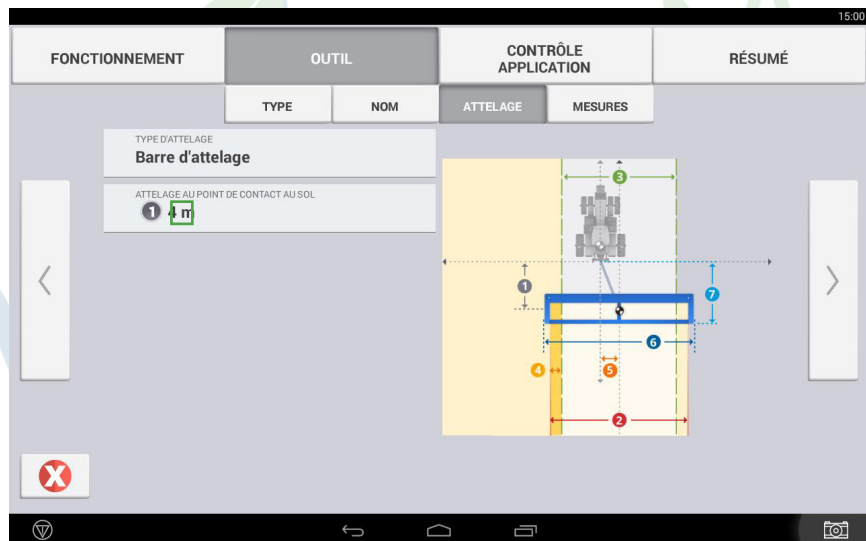 15:00
FONCTIONNEMENT
OUTIL
CONTRÔLE
APPLICATION
RÉSUMÉ
TYPE
NOM
ATTELAGE
MESURES
TYPE D'ATTELAGE
Barre d'attelage
ATTELAGE AU POINT DE CONTACT AU SOL
1 4 m
3
1
7
6
4
5
2